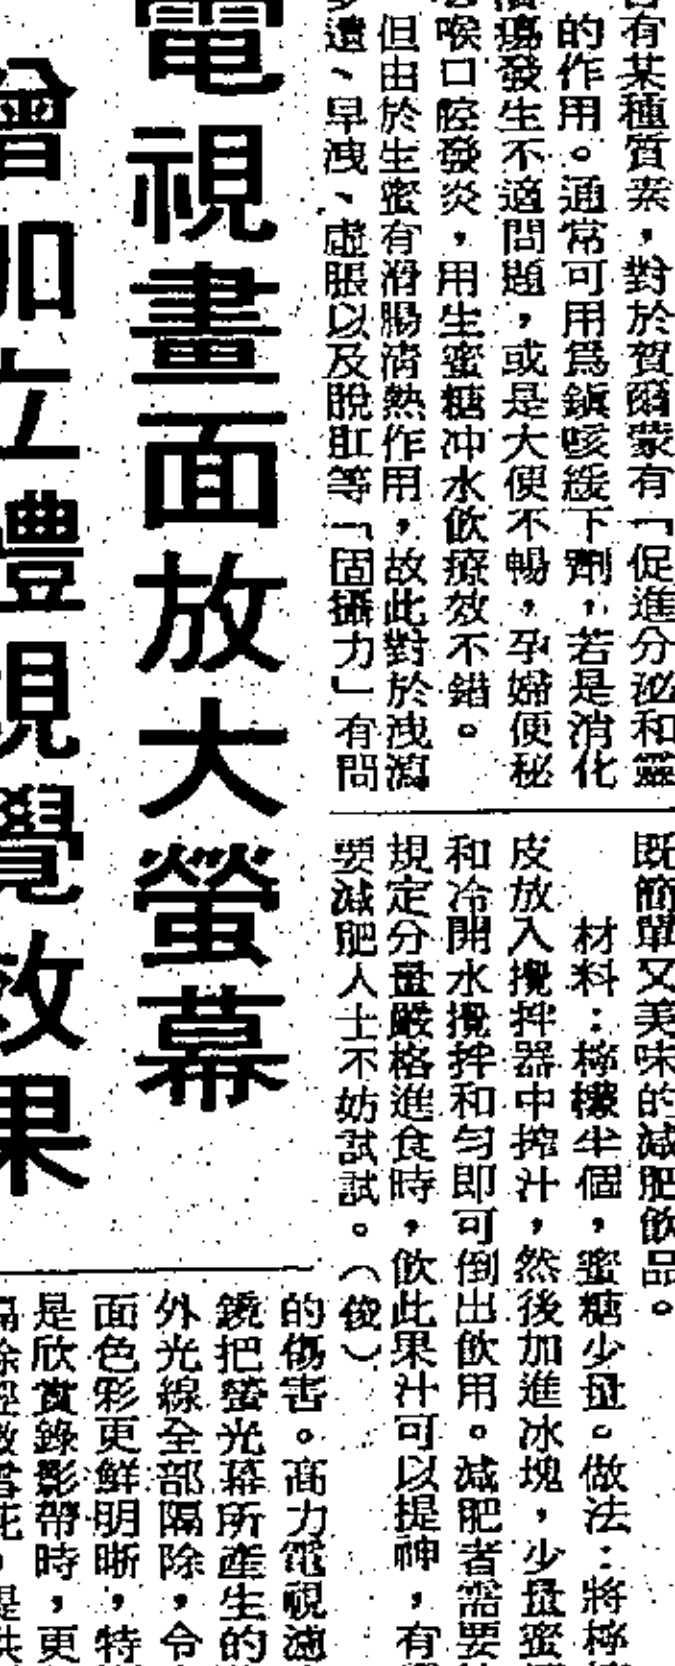 有某種質素，對於賀爾蒙有「促進分泌和靈
的作用。通常可用爲鎭咳緩下劑，若是消化
潰瘍發生不適問題，或是大便不暢，孕婦便秘
喉口腔發炎，用生蜜糖冲水飲療效不錯。
但由於生蜜有滑腸清熱作用，故此對於洩瀉
遺、早洩、虛脹以及脫肛等「固攝力」有問
既簡單又美味的減肥飲品。
材料：檸檬半個，蜜糖少量。做法：將檸
皮放入攪拌器中搾汁，然後加進冰塊，少量蜜
和冷開水攪拌和勻即可倒出飲用。減肥者需要
規定分量嚴格進食時，飲此果汁可以提神，有
要減肥人士不妨試試。（俊）
電視畫面放大螢幕
增加立體視覺效果
的傷害。高力電視濾
鏡把螢光幕所產生的
外光線全部隔除，令
面色彩更鮮明晰，特
是欣賞錄影帶時，更